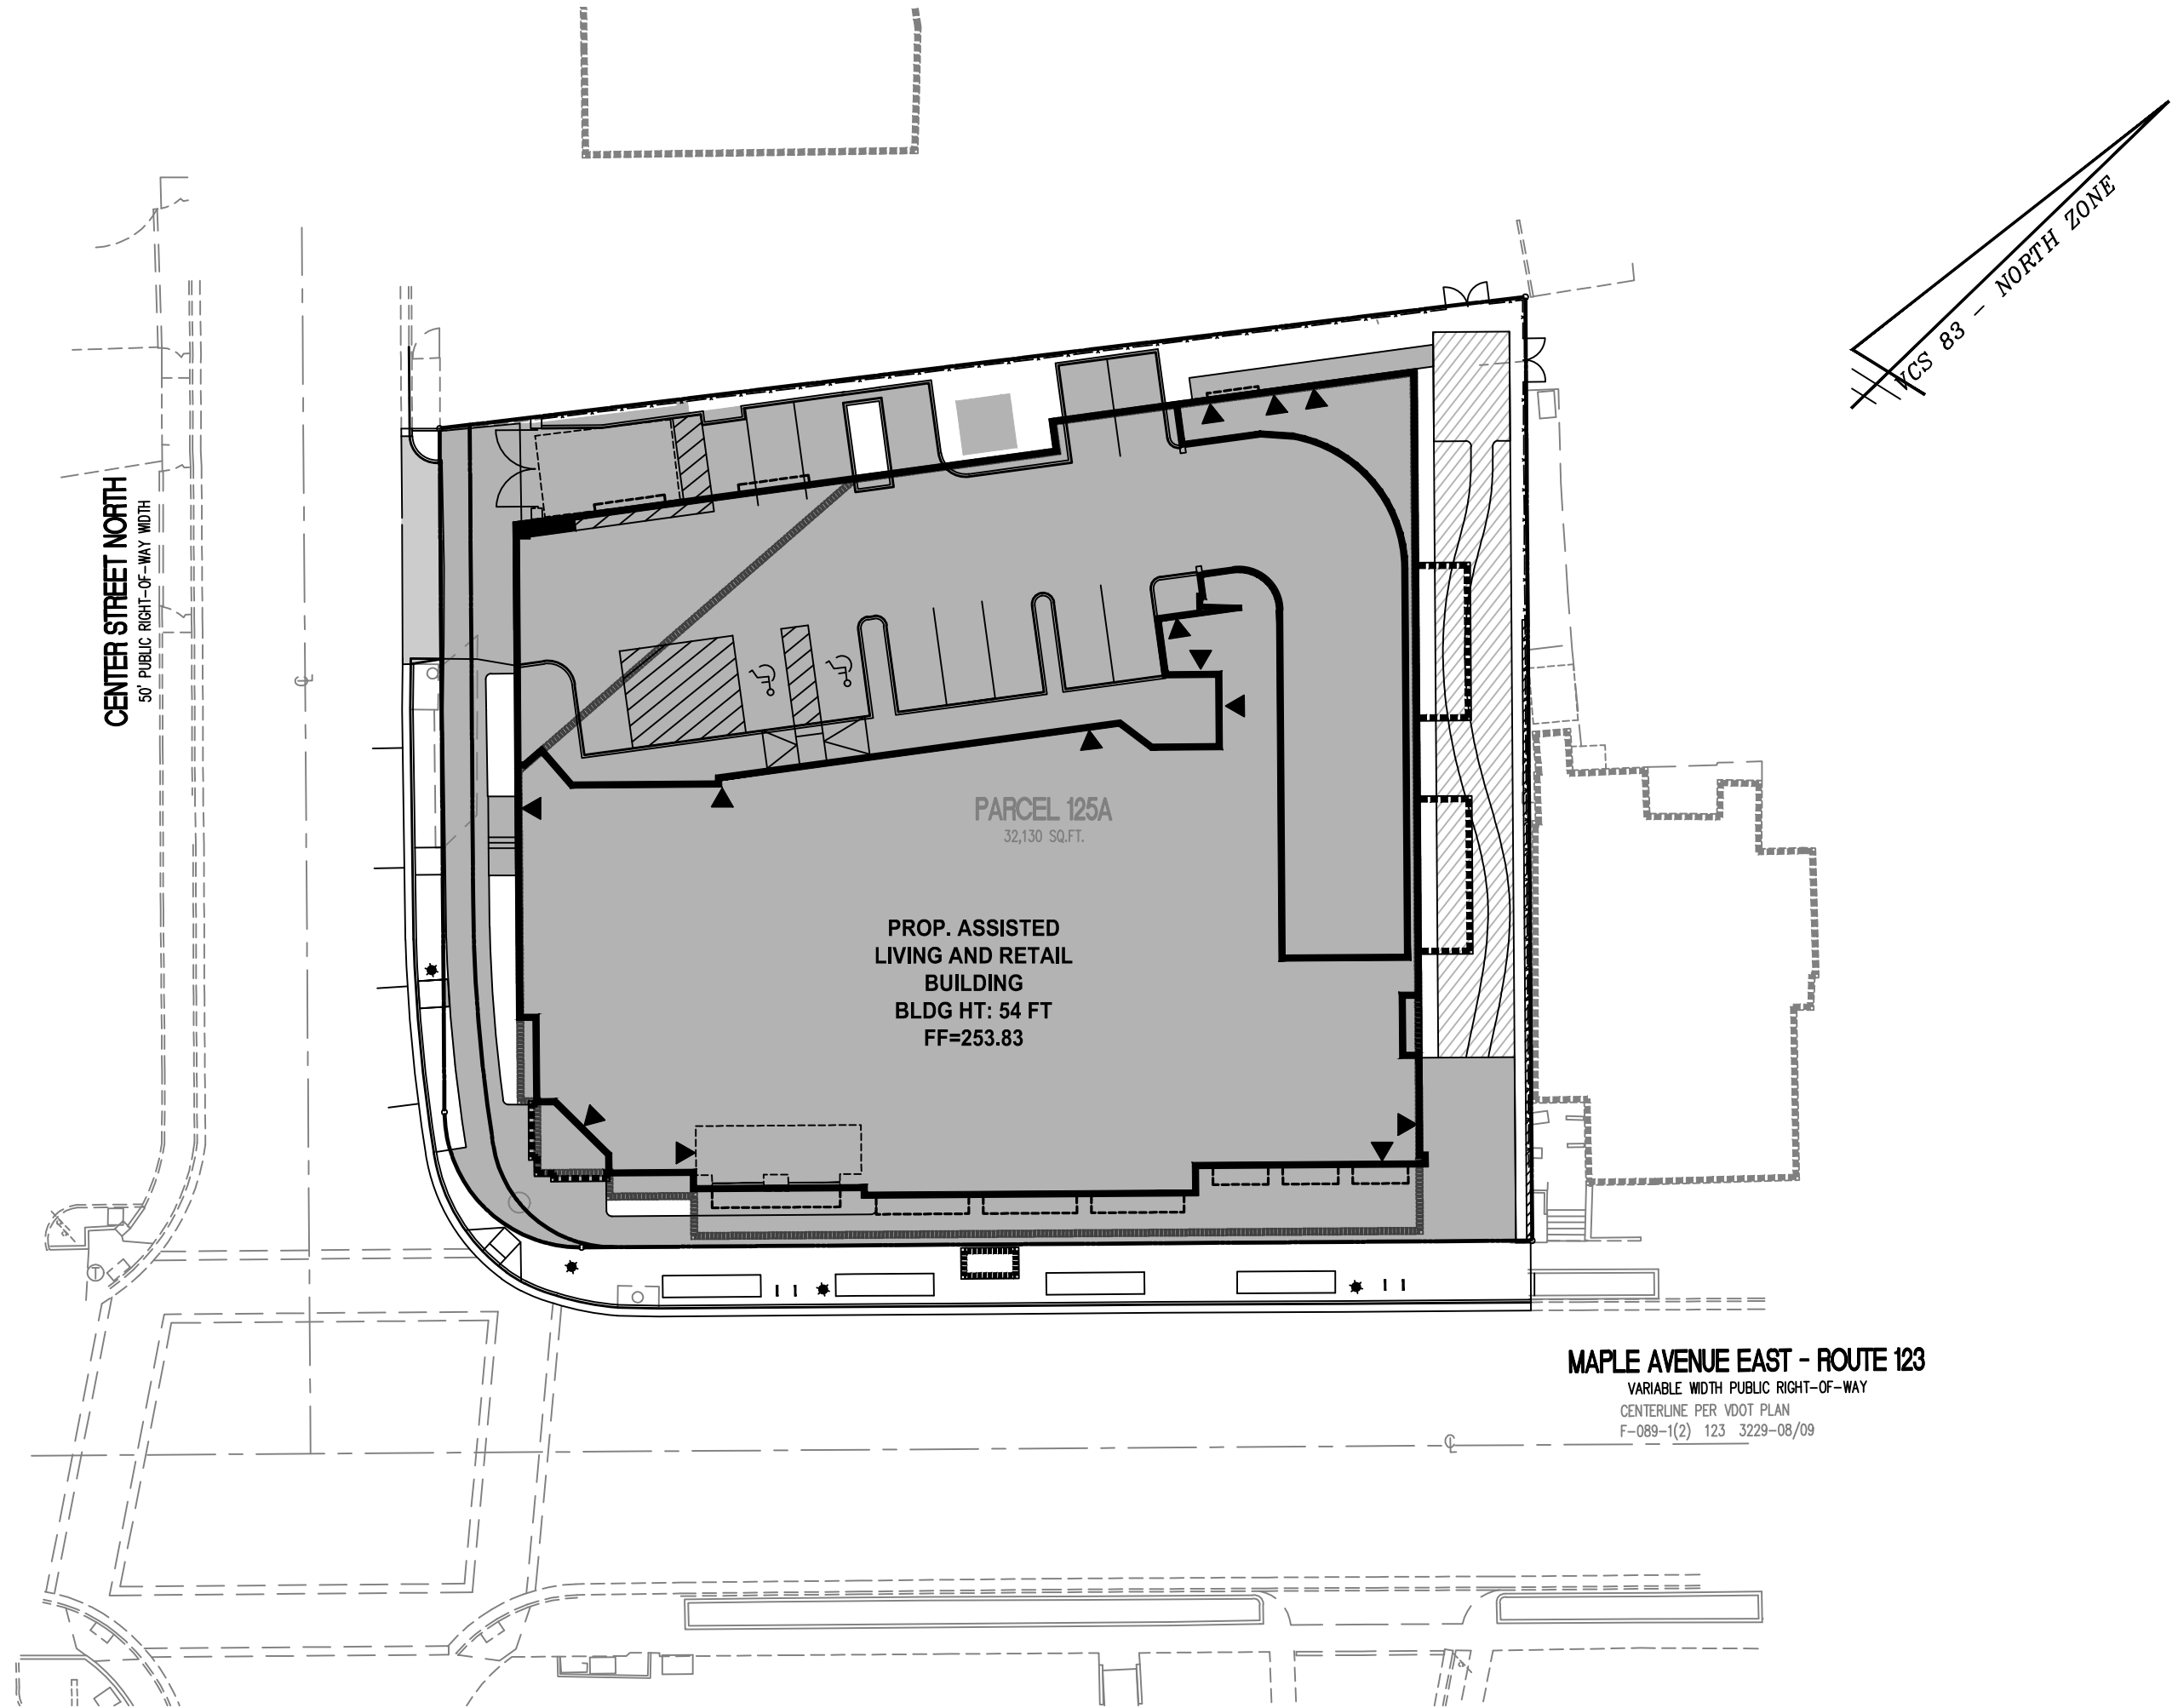 VCS 83 - NORTH ZONE
CENTER STREET NORTH
50' PUBLIC RIGHT-OF-WAY WIDTH
PARCEL 125A
32,130 SQ.FT.
PROP. ASSISTED
LIVING AND RETAIL
BUILDING
BLDG HT: 54 FT
FF=253.83
T
MAPLE AVENUE EAST - ROUTE 123
VARIABLE WIDTH PUBLIC RIGHT-OF-WAY
CENTERLINE PER VDOT PLAN
F-089-1(2) 123 3229-08/09